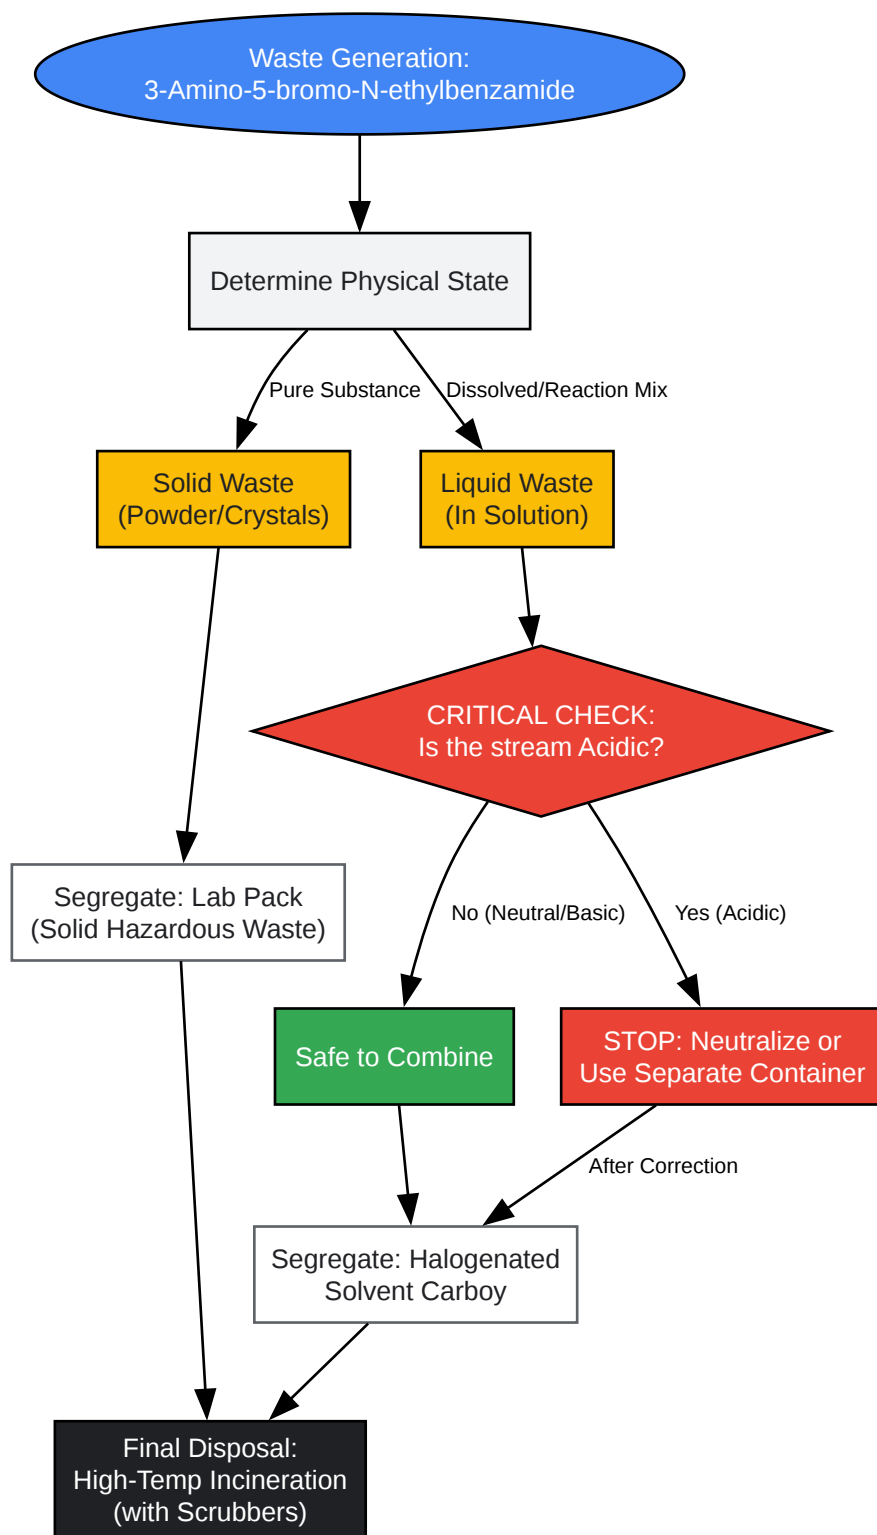 Waste Generation:
3-Amino-5-bromo-N-ethylbenzamide
Determine Physical State
Pure Substance
Dissolved/Reaction Mix
Solid Waste
(Powder/Crystals)
Liquid Waste
(In Solution)
CRITICAL CHECK:
Is the stream Acidic?
Segregate: Lab Pack
(Solid Hazardous Waste)
No (Neutral/Basic)
Yes (Acidic)
Safe to Combine
STOP: Neutralize or
Use Separate Container
After Correction
Segregate: Halogenated
Solvent Carboy
Final Disposal:
High-Temp Incineration
(with Scrubbers)